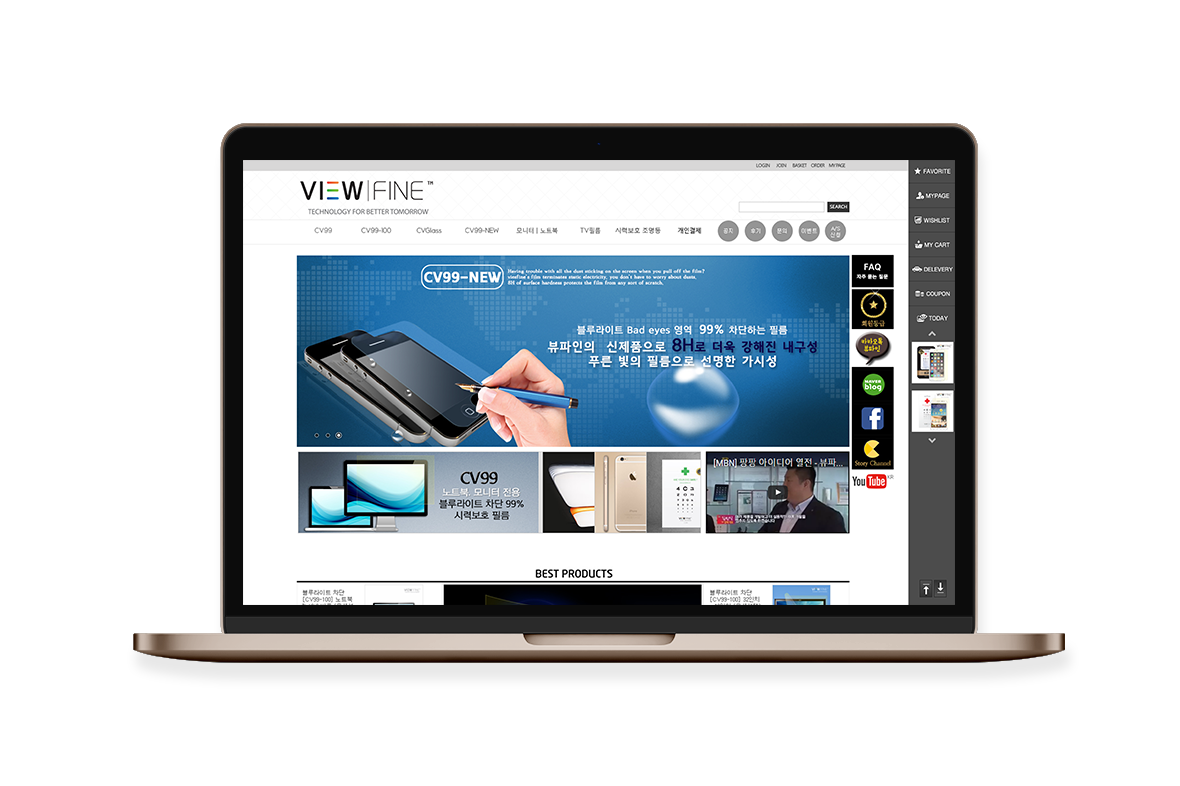 LOGIN JOIN BASKET ORDER MY PAGE
VIEW|FINE™
TECHNOLOGY FOR BETTER TOMORROW
SEARCH
CV99 CV99-100 CVGlass CV99-NEW 모니터 | 노트북 TV필름 시력보호 조명등 개인결제 공지 후기 문의 이벤트 A/S
신청
CV99-NEW
Having trouble with all the dust sticking on the screen when you pull off the film?
viewfine's film terminates static electricity, you don't have to worry about dusts.
8H of surface hardness protects the film from any sort of scratch.
블루라이트 Bad eyes 영역 99% 차단하는 필름
뷰파인의 신제품으로 8H로 더욱 강해진 내구성
푸른 빛의 필름으로 선명한 가시성
CV99
노트북, 모니터 전용
블루라이트 차단 99%
시력보호 필름
[MBN] 팡팡 아이디어 열전 - 뷰파...
BEST PRODUCTS
블루라이트 차단
[CV99-100] 노트북
블루라이트 차단
[CV99-100] 32인치
FAQ
자주 묻는 질문
회원등급
카카오톡
뷰파인
NAVER
blog
f
Story Channel
YouTube KR
FAVORITE
MYPAGE
WISHLIST
MY CART
DELEVERY
COUPON
TODAY